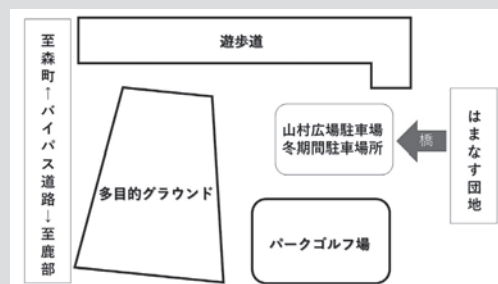 遊歩道
至森町↑バイパス道路↓至鹿部
多目的グラウンド
山村広場駐車場
冬期間駐車場所
橋
はまなす団地
パークゴルフ場